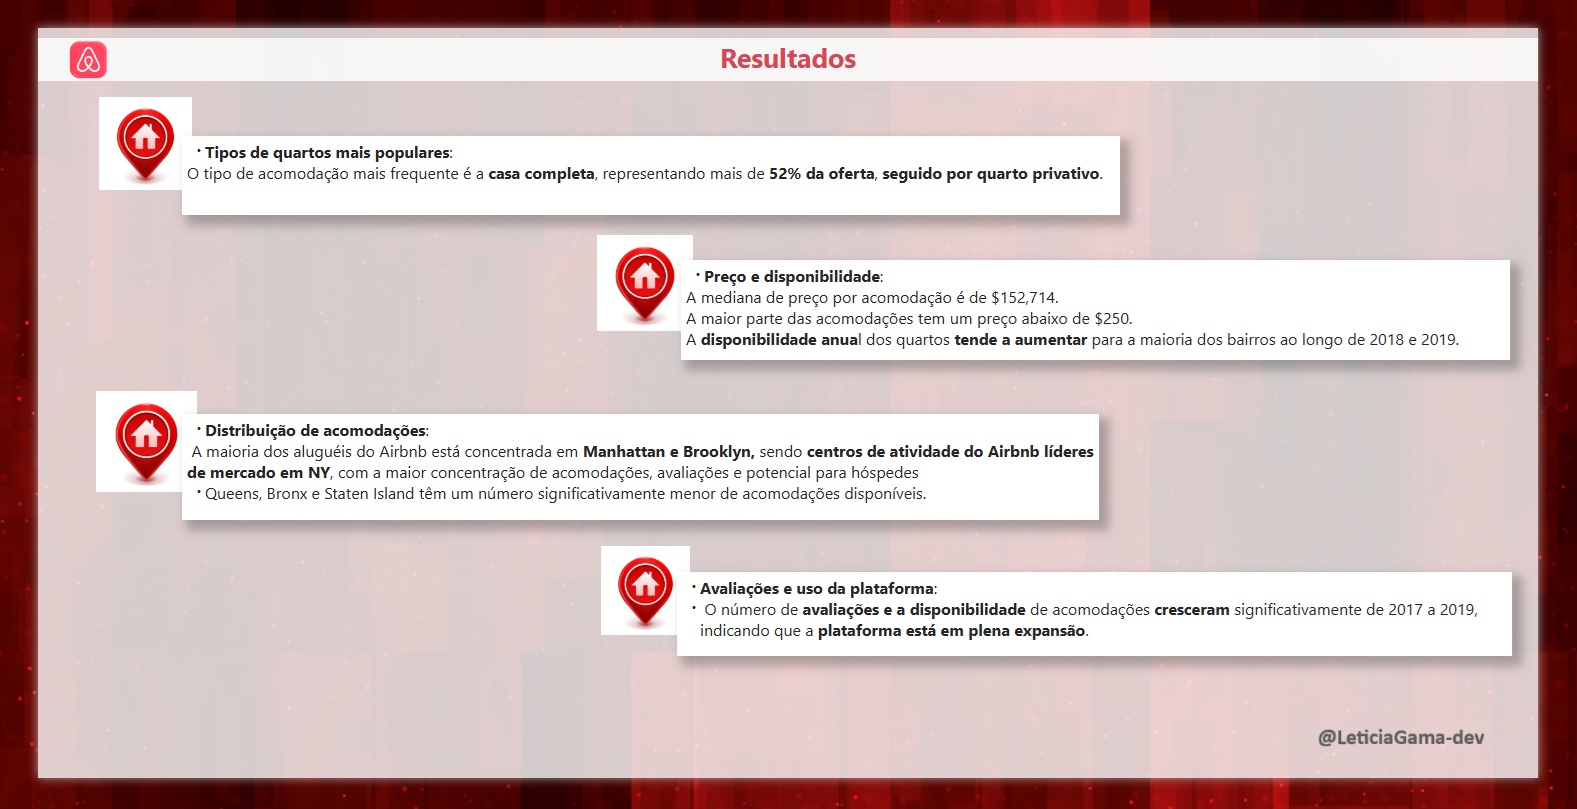 Resultados
• Tipos de quartos mais populares:
O tipo de acomodação mais frequente é a casa completa, representando mais de 52% da oferta, seguido por quarto privativo.
• Preço e disponibilidade:
A mediana de preço por acomodação é de $152,714.
A maior parte das acomodações tem um preço abaixo de $250.
A disponibilidade anual dos quartos tende a aumentar para a maioria dos bairros ao longo de 2018 e 2019.
• Distribuição de acomodações:
A maioria dos aluguéis do Airbnb está concentrada em Manhattan e Brooklyn, sendo centros de atividade do Airbnb líderes
de mercado em NY, com a maior concentração de acomodações, avaliações e potencial para hóspedes
• Queens, Bronx e Staten Island têm um número significativamente menor de acomodações disponíveis.
• Avaliações e uso da plataforma:
• O número de avaliações e a disponibilidade de acomodações cresceram significativamente de 2017 a 2019,
indicando que a plataforma está em plena expansão.
@LeticiaGama-dev